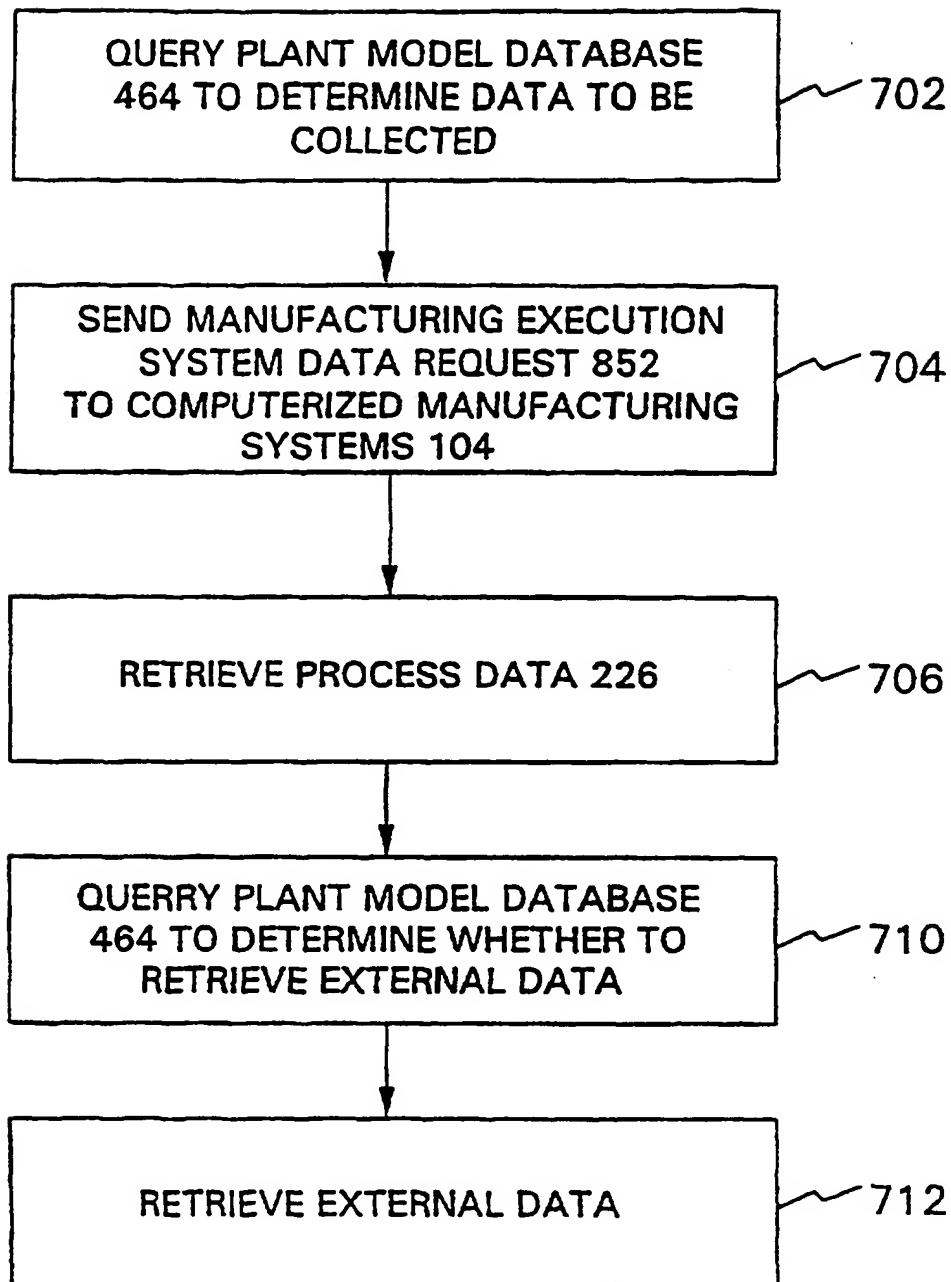 QUERY PLANT MODEL DATABASE
464 TO DETERMINE DATA TO BE
COLLECTED
702
SEND MANUFACTURING EXECUTION
SYSTEM DATA REQUEST 852
TO COMPUTERIZED MANUFACTURING
SYSTEMS 104
704
RETRIEVE PROCESS DATA 226
706
QUERRY PLANT MODEL DATABASE
464 TO DETERMINE WHETHER TO
RETRIEVE EXTERNAL DATA
710
RETRIEVE EXTERNAL DATA
712